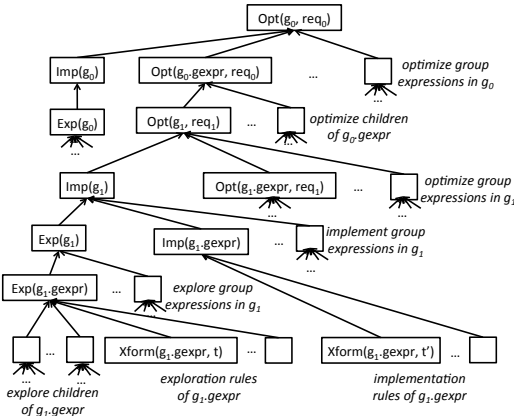 Opt(g0, req0)
Imp(g0)
Opt(g0.gexpr, req0)
...
optimize group
expressions in g0
...
Exp(g0)
...
Opt(g1, req1)
...
...
optimize children
of g0.gexpr
Imp(g1)
Opt(g1.gexpr, req1)
...
...
...
optimize group
expressions in g1
Exp(g1)
Imp(g1.gexpr)
...
...
implement group
expressions in g1
Exp(g1.gexpr)
...
...
explore group
expressions in g1
...
...
...
explore children
of g1.gexpr
Xform(g1.gexpr, t)
...
exploration rules
of g1.gexpr
Xform(g1.gexpr, t')
...
implementation
rules of g1.gexpr